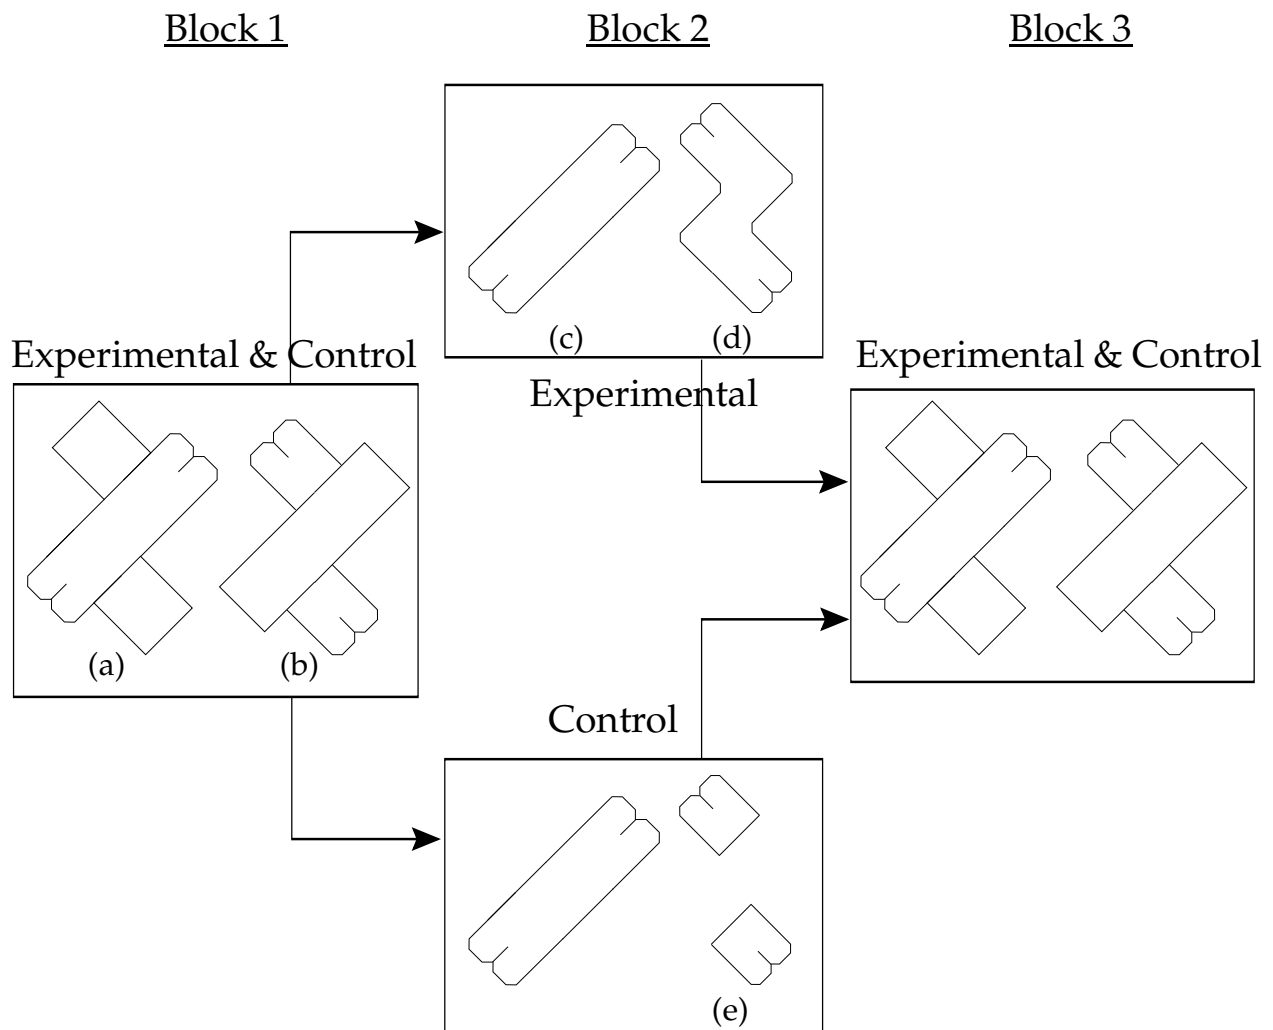 Block 1
Block 2
Block 3
(c)
(d)
Experimental & Control
Experimental
Experimental & Control
(a)
(b)
Control
(e)